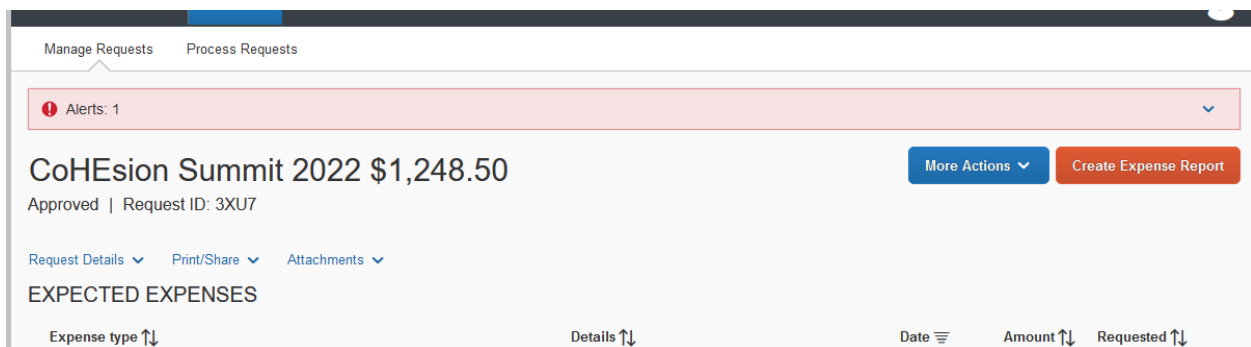 Manage Requests Process Requests
Alerts: 1
CoHEsion Summit 2022 $1,248.50
More Actions Create Expense Report
Approved | Request ID: 3XU7
Request Details Print/Share Attachments
EXPECTED EXPENSES
Expense type Details Date Amount Requested